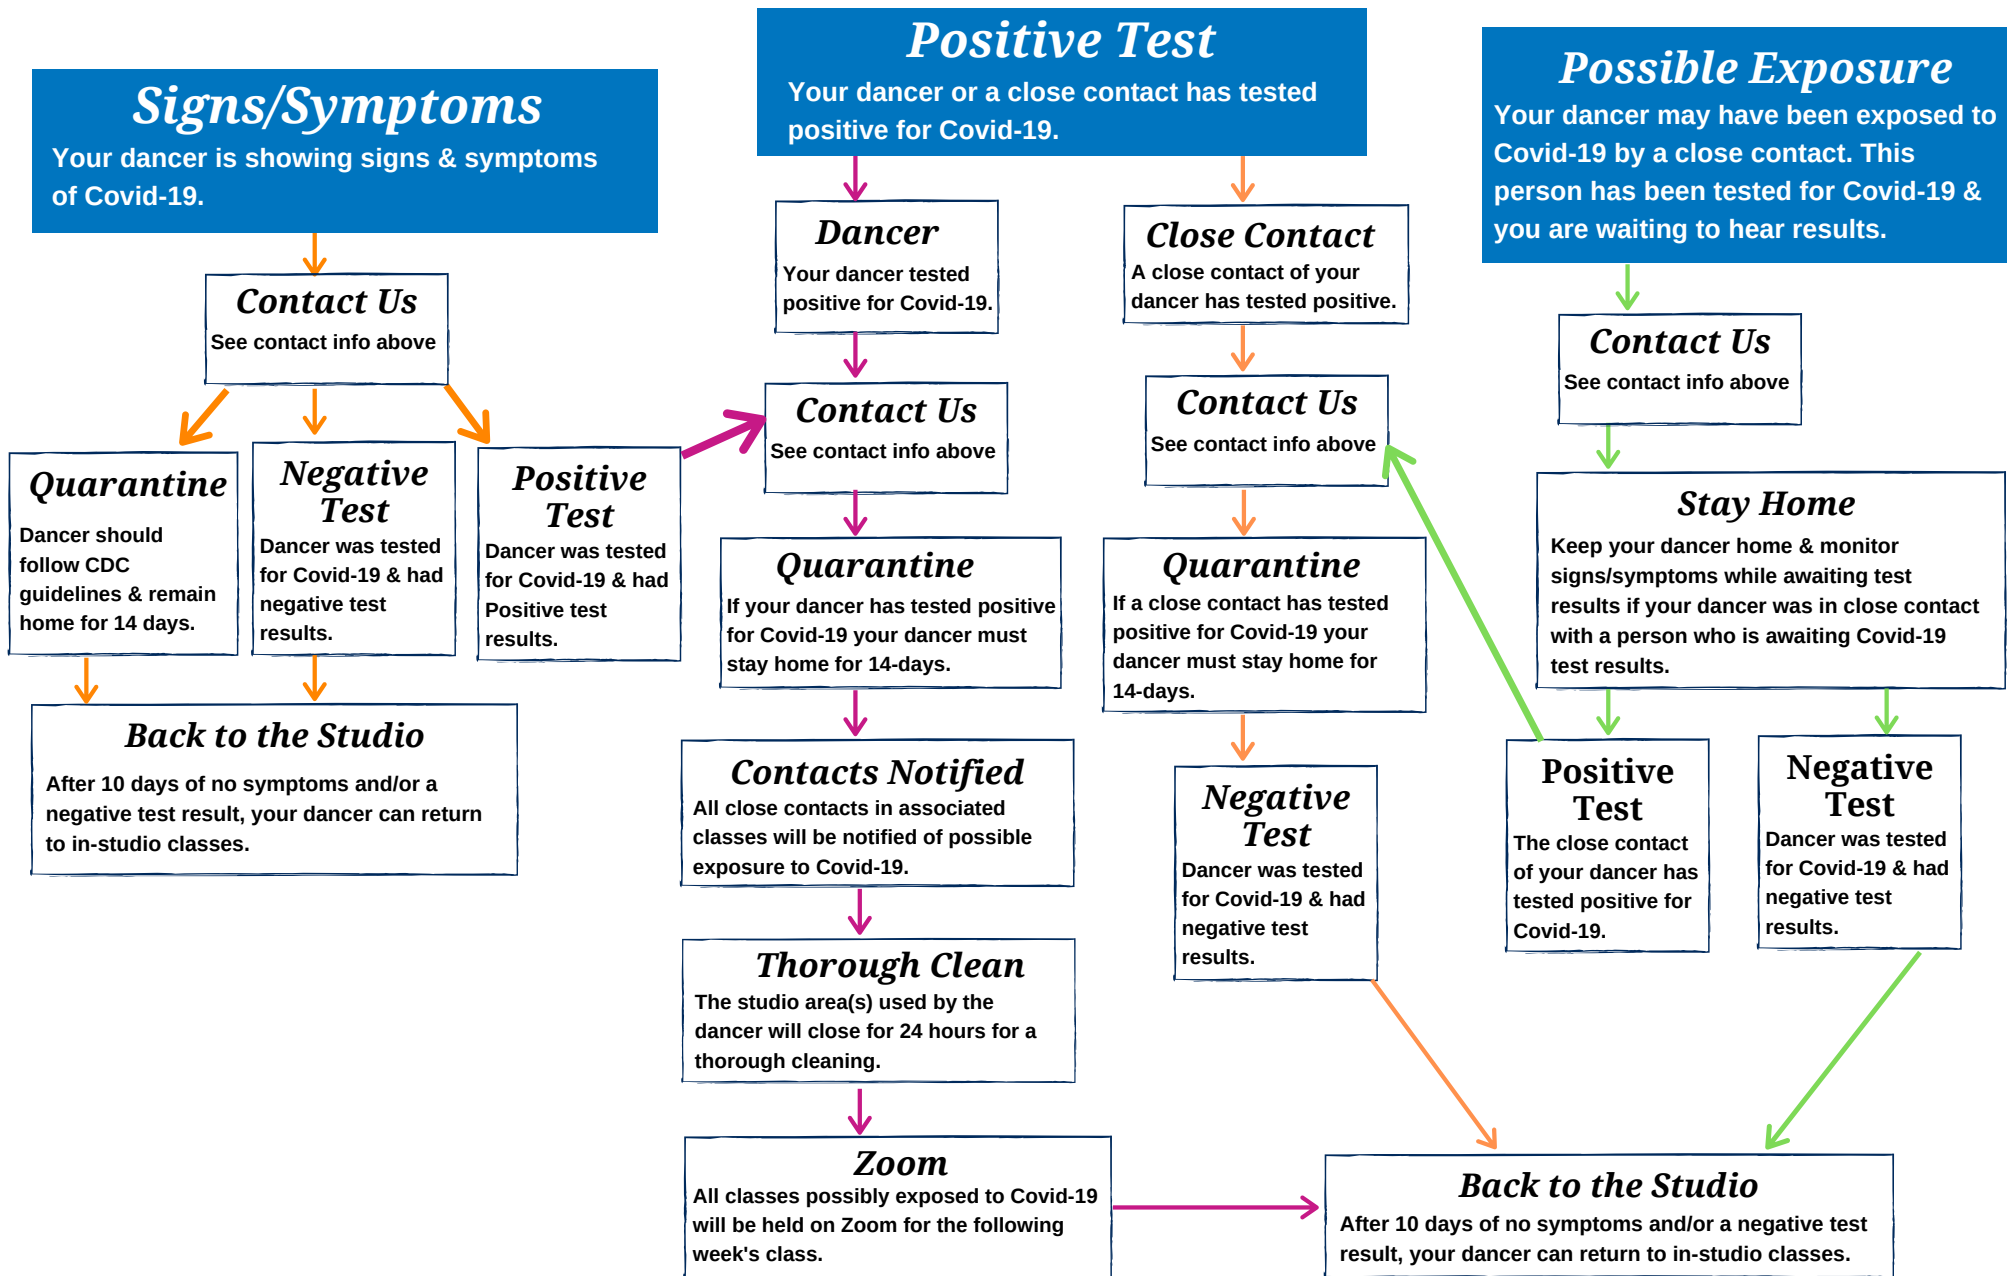 Signs/Symptoms
Your dancer is showing signs & symptoms
of Covid-19.
Contact Us
See contact info above
Quarantine
Dancer should
follow CDC
guidelines & remain
home for 14 days.
Negative
Test
Dancer was tested
for Covid-19 & had
negative test
results.
Positive
Test
Dancer was tested
for Covid-19 & had
Positive test
results.
Back to the Studio
After 10 days of no symptoms and/or a
negative test result, your dancer can return
to in-studio classes.
Positive Test
Your dancer or a close contact has tested
positive for Covid-19.
Dancer
Your dancer tested
positive for Covid-19.
Contact Us
See contact info above
Quarantine
If your dancer has tested positive
for Covid-19 your dancer must
stay home for 14-days.
Contacts Notified
All close contacts in associated
classes will be notified of possible
exposure to Covid-19.
Thorough Clean
The studio area(s) used by the
dancer will close for 24 hours for a
thorough cleaning.
Zoom
All classes possibly exposed to Covid-19
will be held on Zoom for the following
week's class.
Close Contact
A close contact of your
dancer has tested positive.
Contact Us
See contact info above
Quarantine
If a close contact has tested
positive for Covid-19 your
dancer must stay home for
14-days.
Negative
Test
Dancer was tested
for Covid-19 & had
negative test
results.
Possible Exposure
Your dancer may have been exposed to
Covid-19 by a close contact. This
person has been tested for Covid-19 &
you are waiting to hear results.
Contact Us
See contact info above
Stay Home
Keep your dancer home & monitor
signs/symptoms while awaiting test
results if your dancer was in close contact
with a person who is awaiting Covid-19
test results.
Positive
Test
The close contact
of your dancer has
tested positive for
Covid-19.
Negative
Test
Dancer was tested
for Covid-19 & had
negative test
results.
Back to the Studio
After 10 days of no symptoms and/or a negative test
result, your dancer can return to in-studio classes.